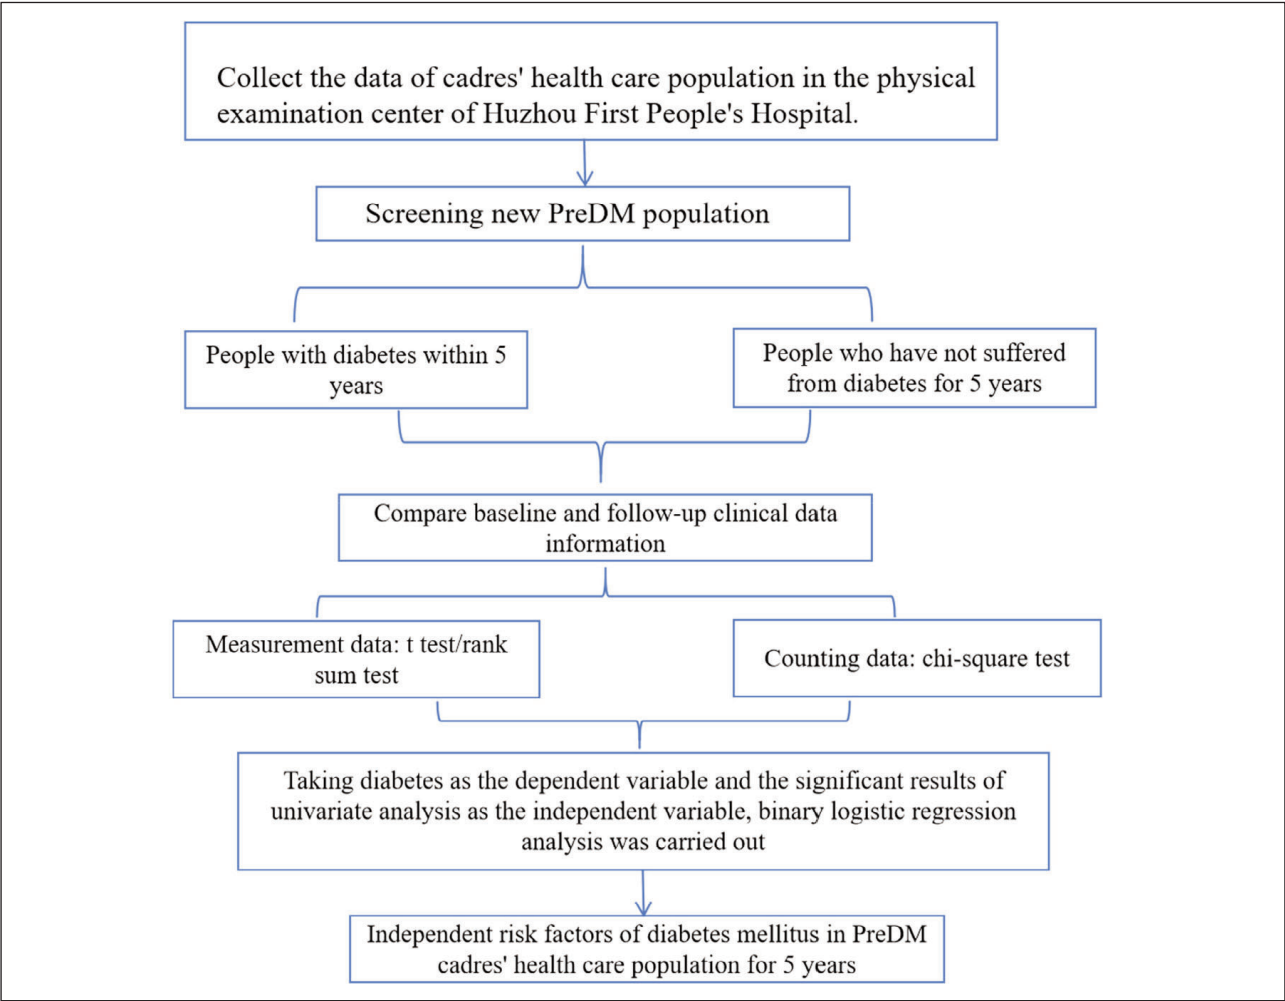 Collect the data of cadres' health care population in the physical
examination center of Huzhou First People's Hospital.
Screening new PreDM population
People with diabetes within 5
years
People who have not suffered
from diabetes for 5 years
Compare baseline and follow-up clinical data
information
Measurement data: t test/rank
sum test
Counting data: chi-square test
Taking diabetes as the dependent variable and the significant results of
univariate analysis as the independent variable, binary logistic regression
analysis was carried out
Independent risk factors of diabetes mellitus in PreDM
cadres' health care population for 5 years